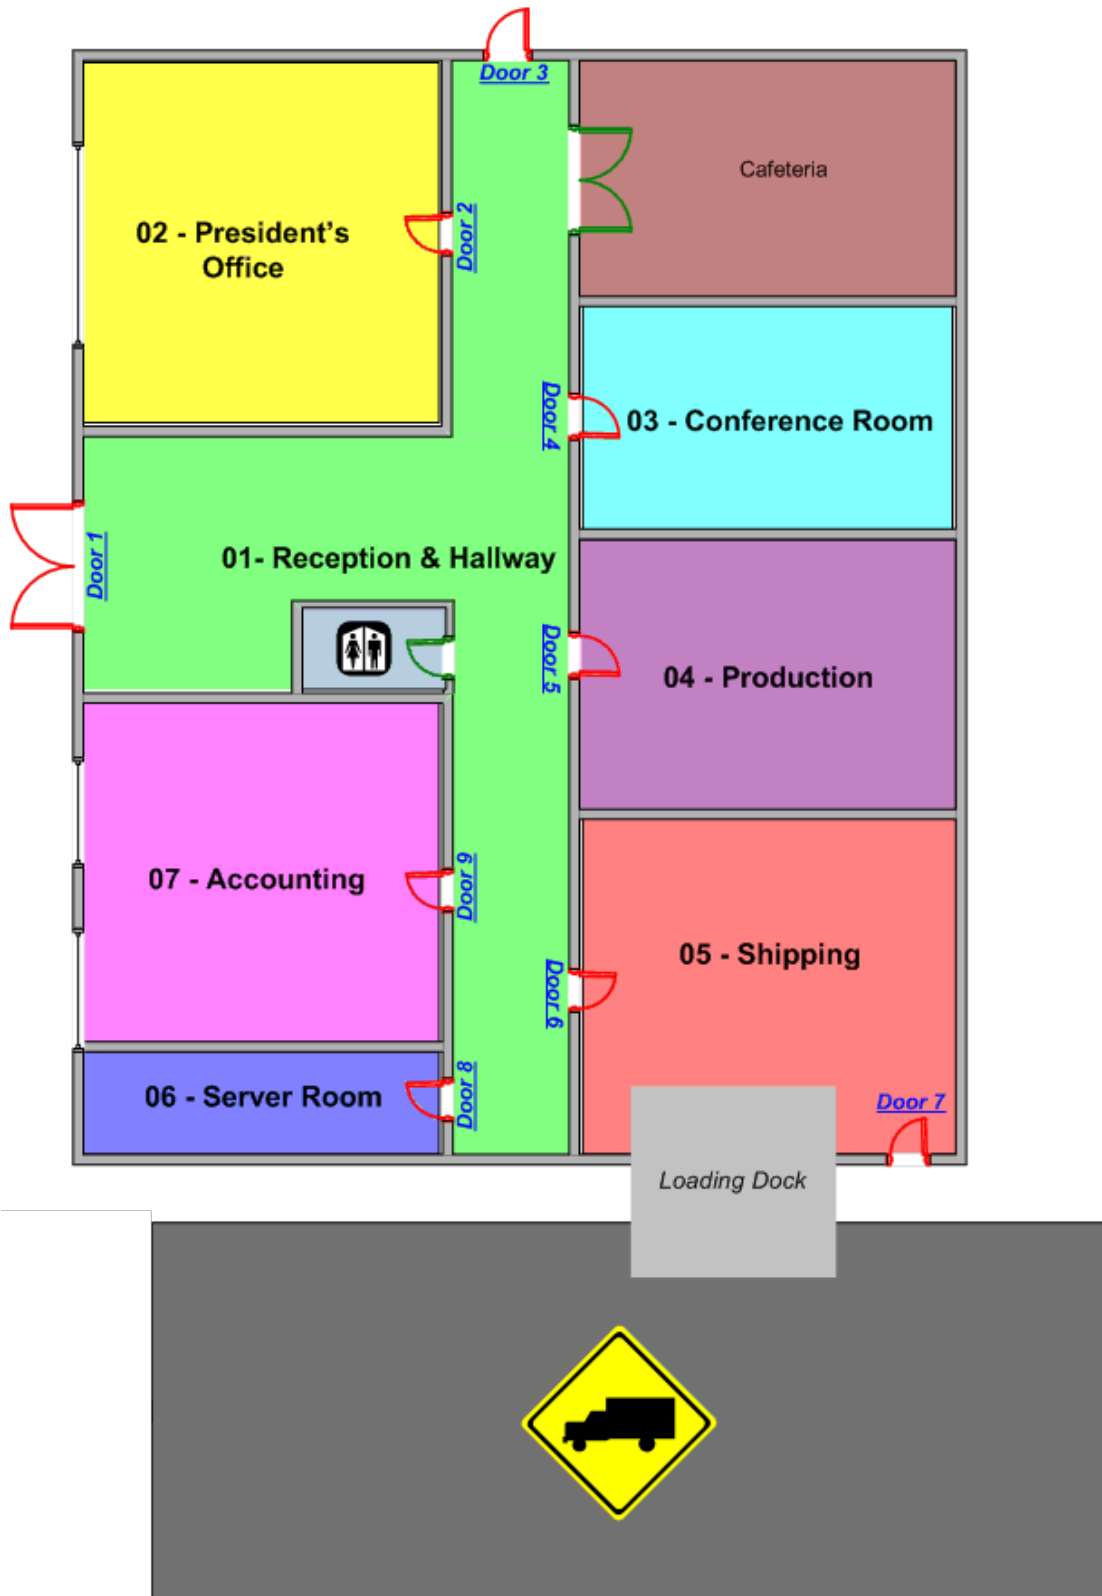 Door 3
Cafeteria
02 - President's
Office
Door 2
Door 4
03 - Conference Room
Door 1
01- Reception & Hallway
Door 5
04 - Production
07 - Accounting
Door 9
05 - Shipping
Door 6
06 - Server Room
Door 8
Door 7
Loading Dock